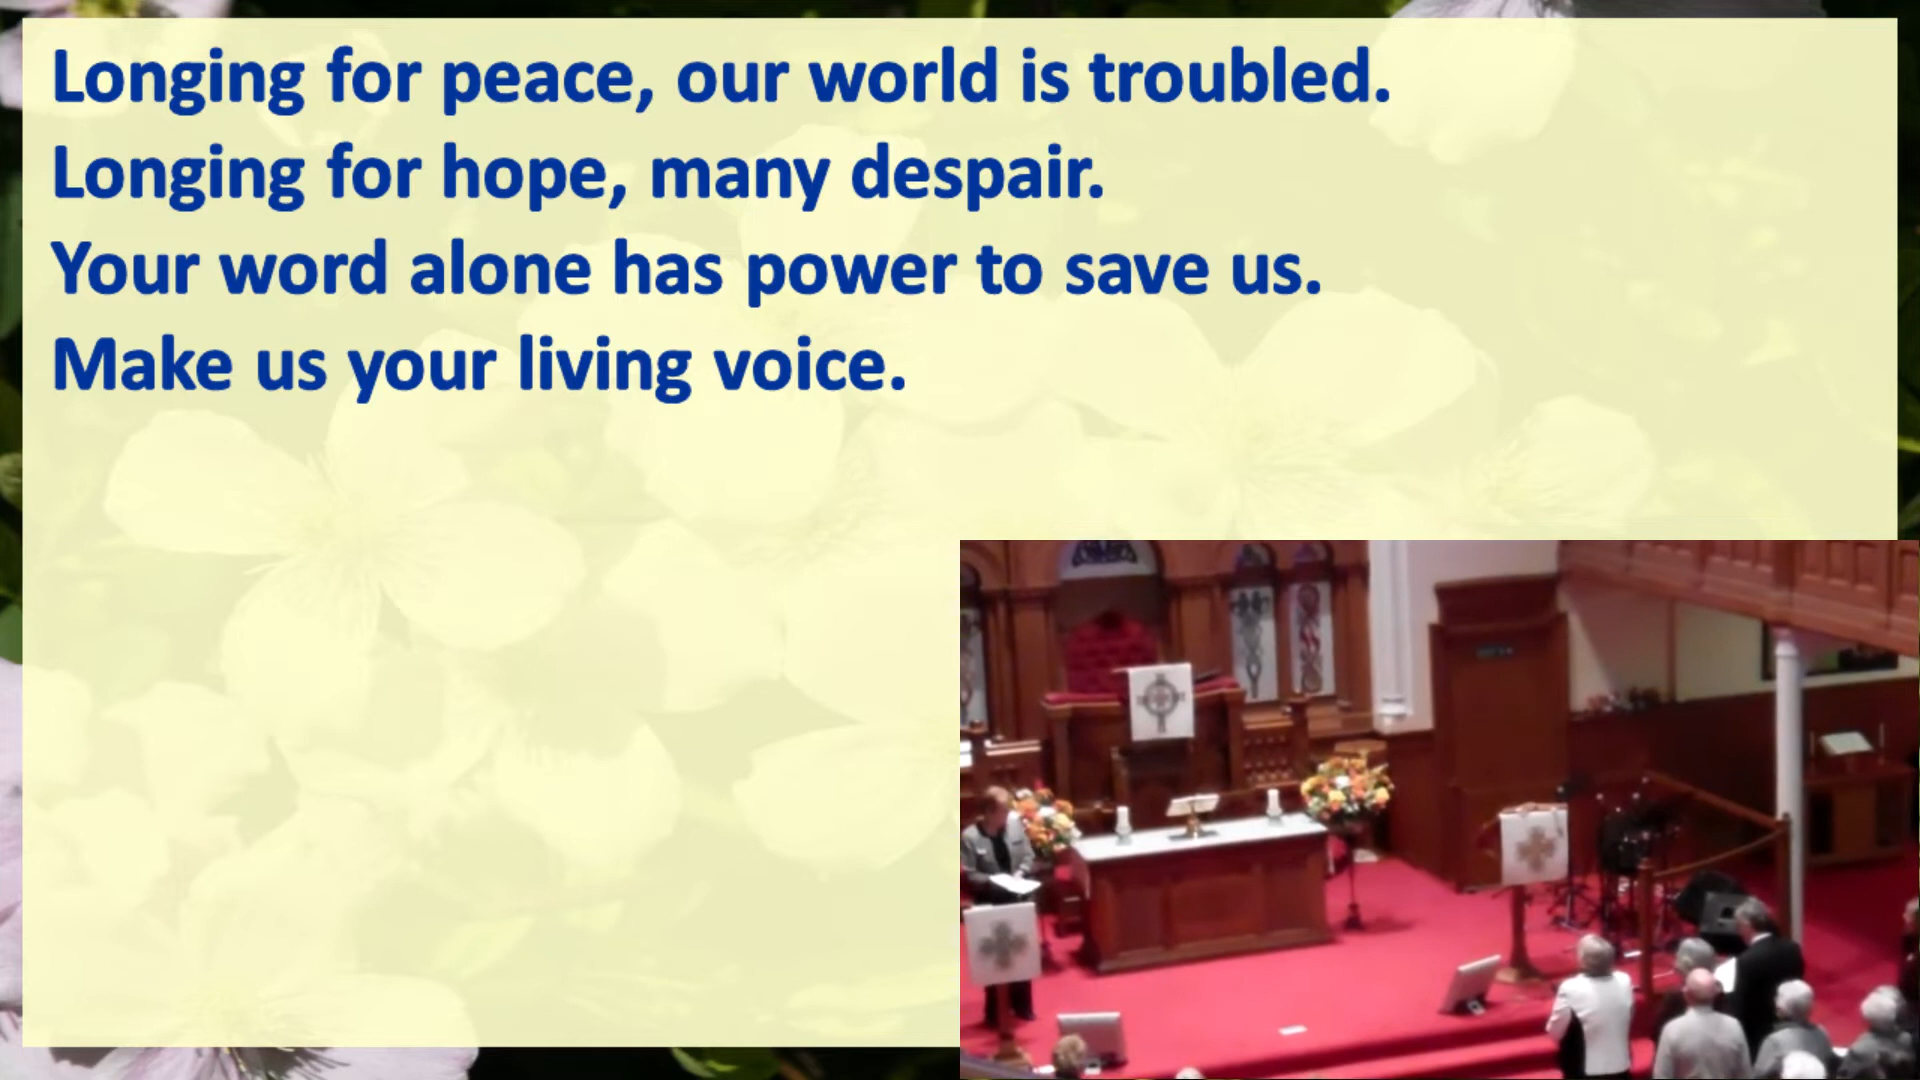 Longing for peace, our world is troubled.
Longing for hope, many despair.
Your word alone has power to save us.
Make us your living voice.